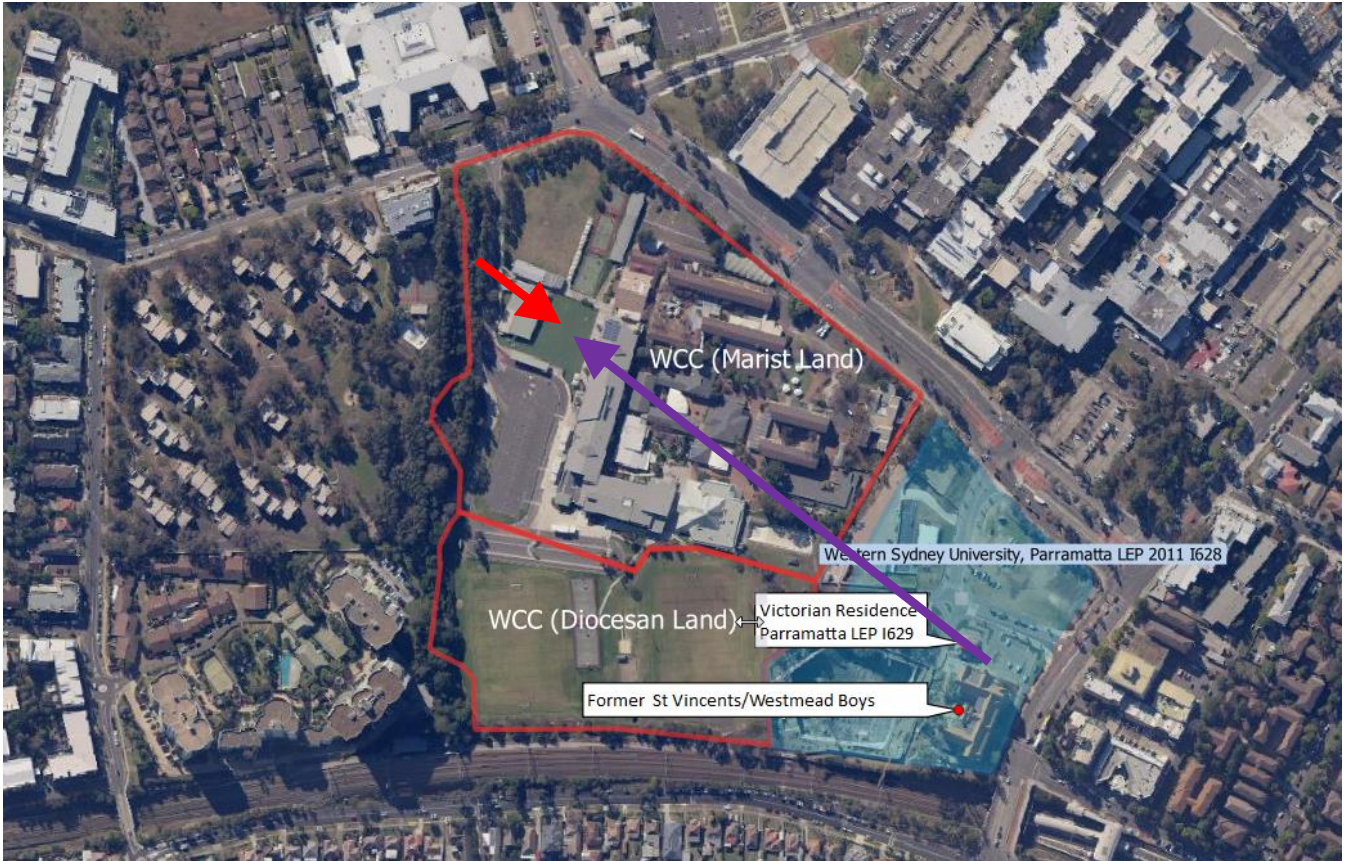 WCC (Marist Land)
Western Sydney University, Parramatta LEP 2011 I628
WCC (Diocesan Land)
Victorian Residence
Parramatta LEP I629
Former St Vincents/Westmead Boys